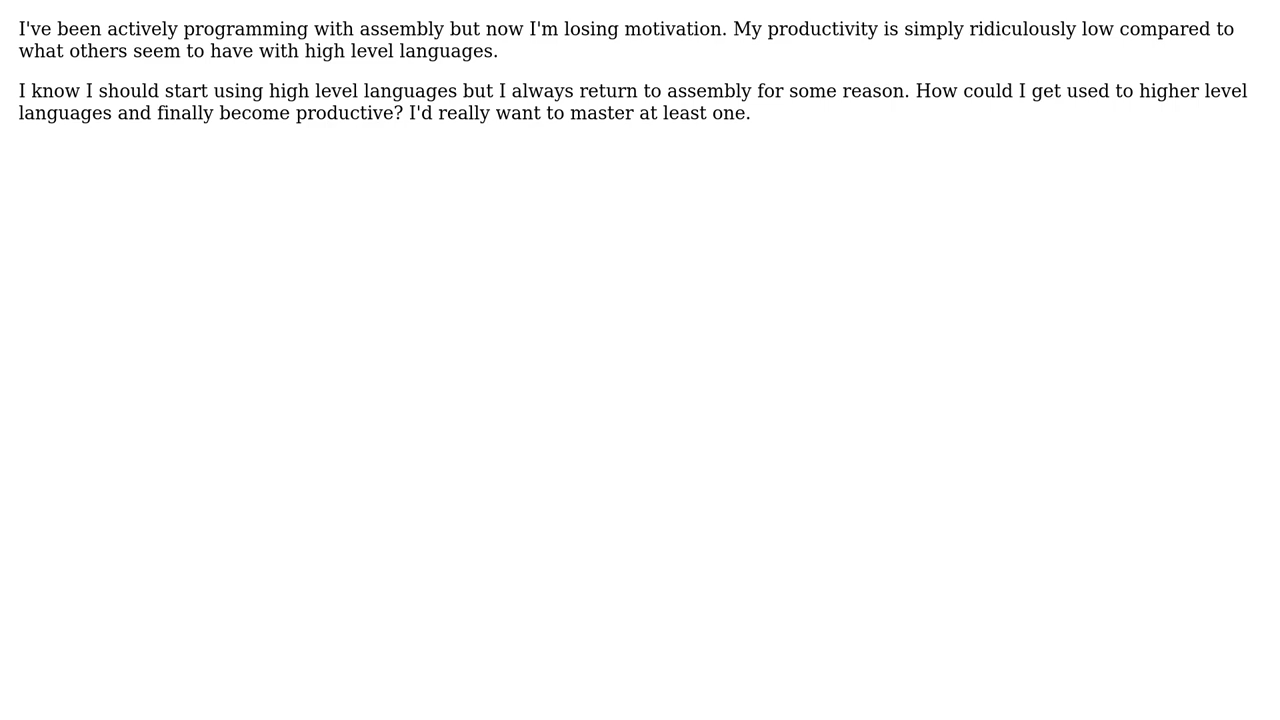 I've been actively programming with assembly but now I'm losing motivation. My productivity is simply ridiculously low compared to
what others seem to have with high level languages.
I know I should start using high level languages but I always return to assembly for some reason. How could I get used to higher level
languages and finally become productive? I'd really want to master at least one.